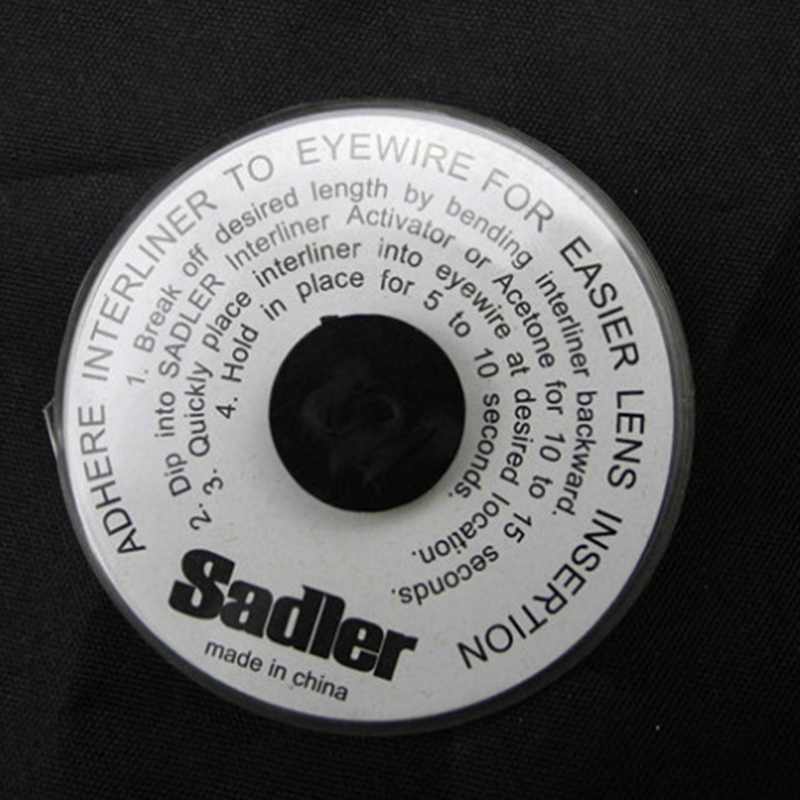 ADHERE INTERLINER TO EYEWIRE FOR EASIER LENS INSERTION
1. Break off desired length by bending interliner backward.
2. Dip into SADLER Interliner Activator or Acetone for 10 to 15 seconds.
3. Quickly place interliner into eyewire at desired location.
4. Hold in place for 5 to 10 seconds.
Sadler
made in china